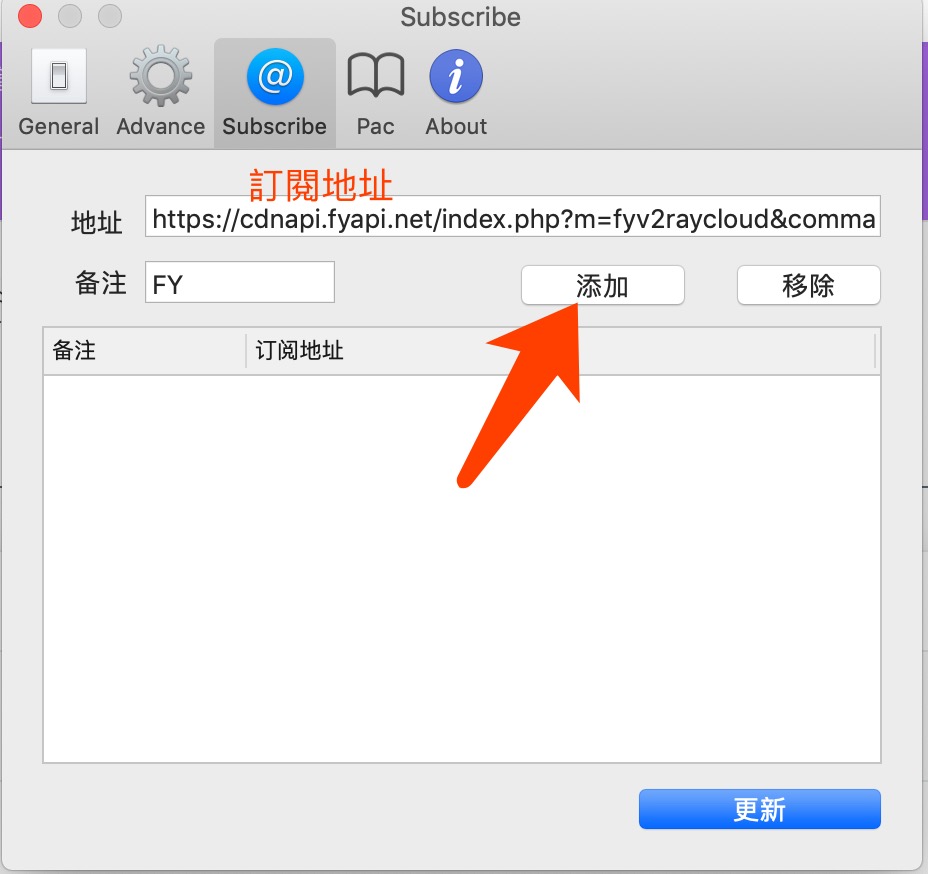 Subscribe
General Advance Subscribe Pac About
訂閱地址
地址 https://cdnapi.fyapi.net/index.php?m=fyv2raycloud&comma
备注 FY 添加 移除
备注 订阅地址
更新